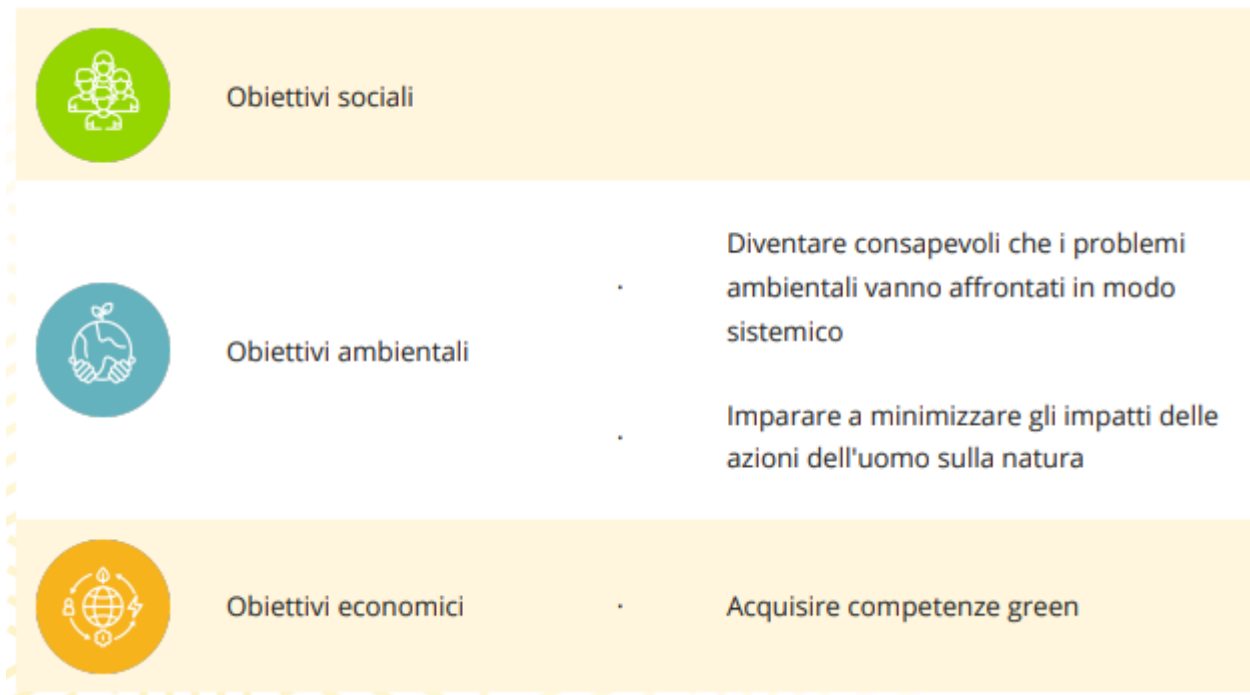 Obiettivi sociali
Obiettivi ambientali
· Diventare consapevoli che i problemi
ambientali vanno affrontati in modo
sistemico
· Imparare a minimizzare gli impatti delle
azioni dell'uomo sulla natura
Obiettivi economici
· Acquisire competenze green